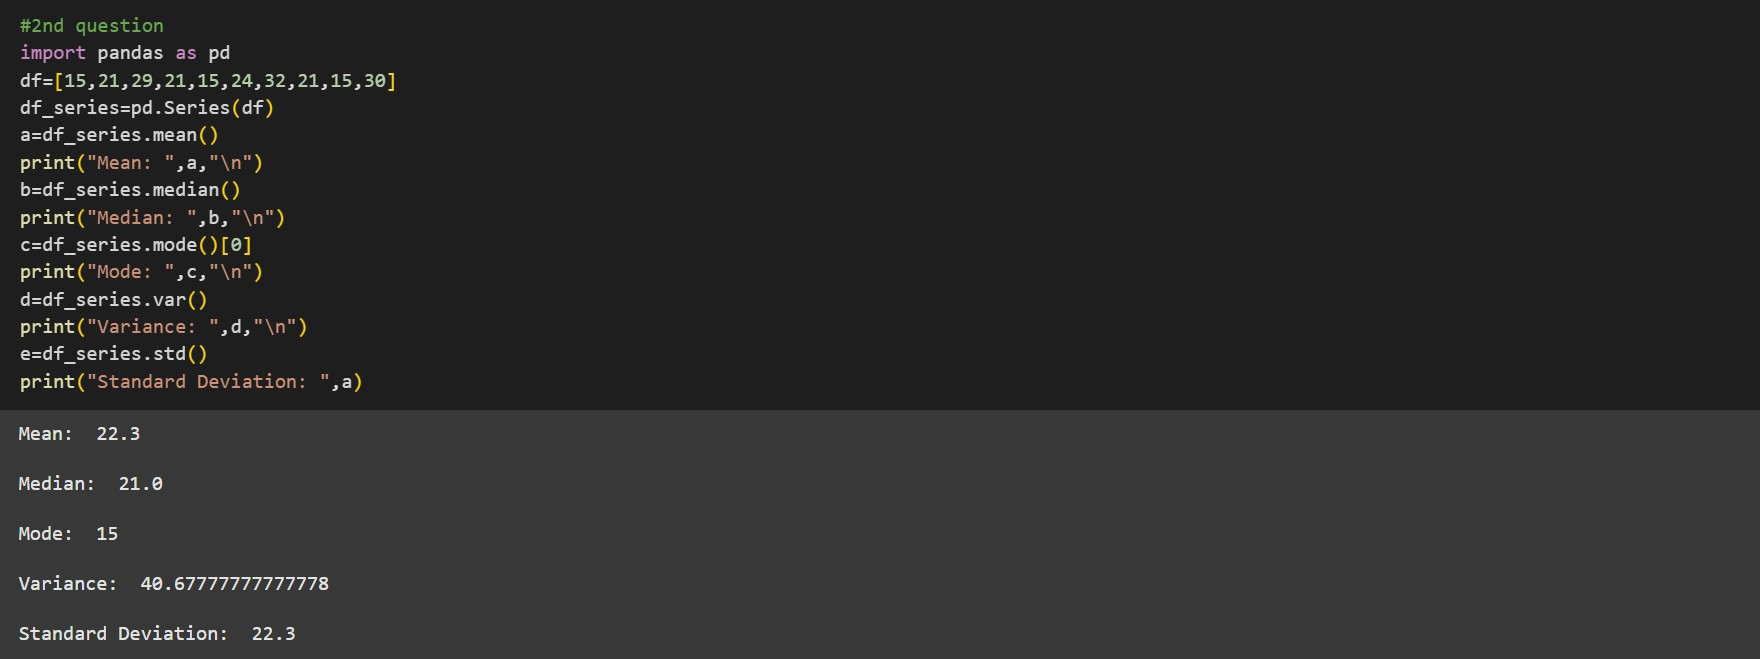 #2nd question
import pandas as pd
df=[15,21,29,21,15,24,32,21,15,30]
df_series=pd.Series(df)
a=df_series.mean()
print("Mean: ",a,"\n")
b=df_series.median()
print("Median: ",b,"\n")
c=df_series.mode()[0]
print("Mode: ",c,"\n")
d=df_series.var()
print("Variance: ",d,"\n")
e=df_series.std()
print("Standard Deviation: ",a)
Mean:  22.3
Median:  21.0
Mode:  15
Variance:  40.67777777777778
Standard Deviation:  22.3